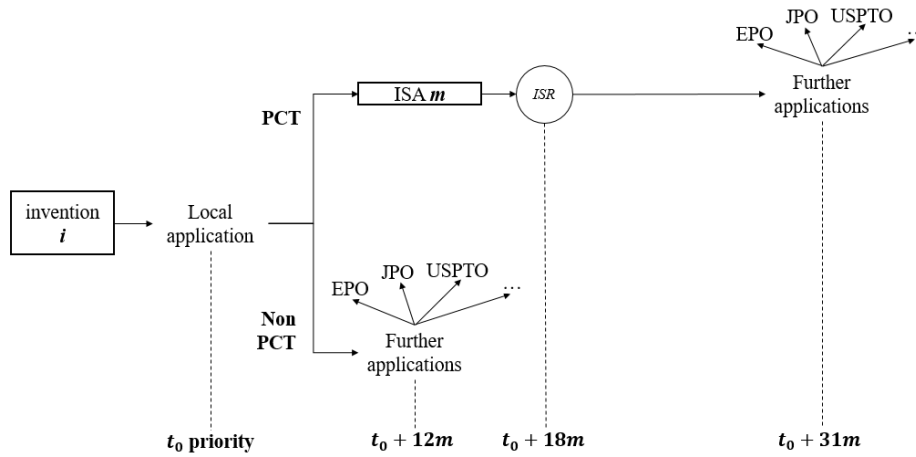 JPO USPTO
EPO ...
Further
applications
ISA m
ISR
PCT
invention
i
Local
application
JPO USPTO
EPO ...
Non
PCT
Further
applications
t₀ priority
t₀ + 12m
t₀ + 18m
t₀ + 31m